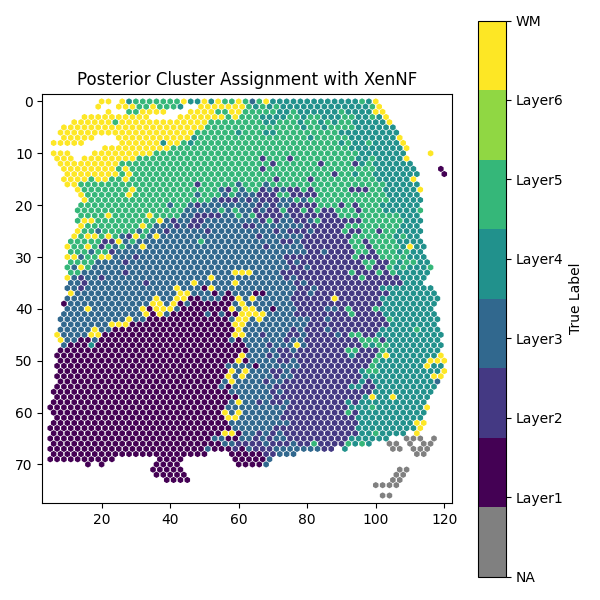 Posterior Cluster Assignment with XenNF
0
10
20
30
40
50
60
70
20
40
60
80
100
120
WM
Layer6
Layer5
Layer4
Layer3
Layer2
Layer1
NA
True Label